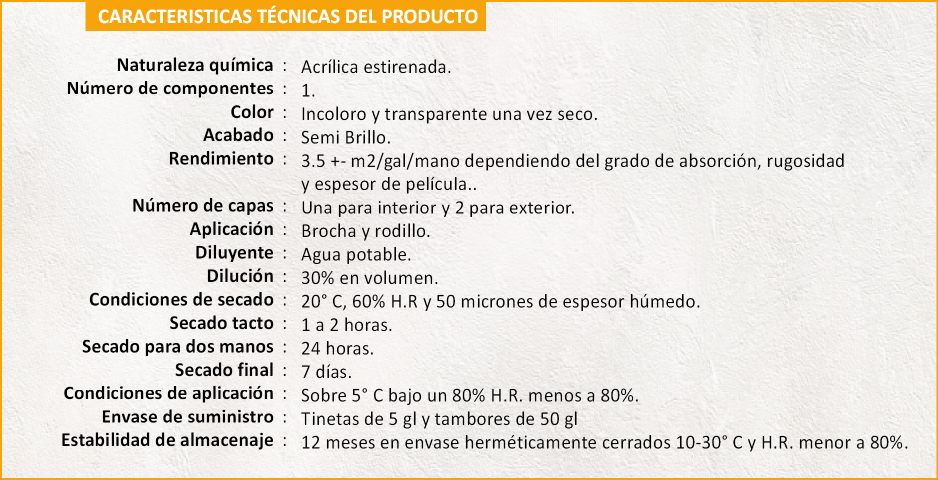 CARACTERISTICAS TÉCNICAS DEL PRODUCTO
Naturaleza química : Acrílica estirenada.
Número de componentes : 1.
Color : Incoloro y transparente una vez seco.
Acabado : Semi Brillo.
Rendimiento : 3.5 +- m2/gal/mano dependiendo del grado de absorción, rugosidad
y espesor de película..
Número de capas : Una para interior y 2 para exterior.
Aplicación : Brocha y rodillo.
Diluyente : Agua potable.
Dilución : 30% en volumen.
Condiciones de secado : 20° C, 60% H.R y 50 micrones de espesor húmedo.
Secado tacto : 1 a 2 horas.
Secado para dos manos : 24 horas.
Secado final : 7 días.
Condiciones de aplicación : Sobre 5° C bajo un 80% H.R. menos a 80%.
Envase de suministro : Tinetas de 5 gl y tambores de 50 gl
Estabilidad de almacenaje : 12 meses en envase herméticamente cerrados 10-30° C y H.R. menor a 80%.